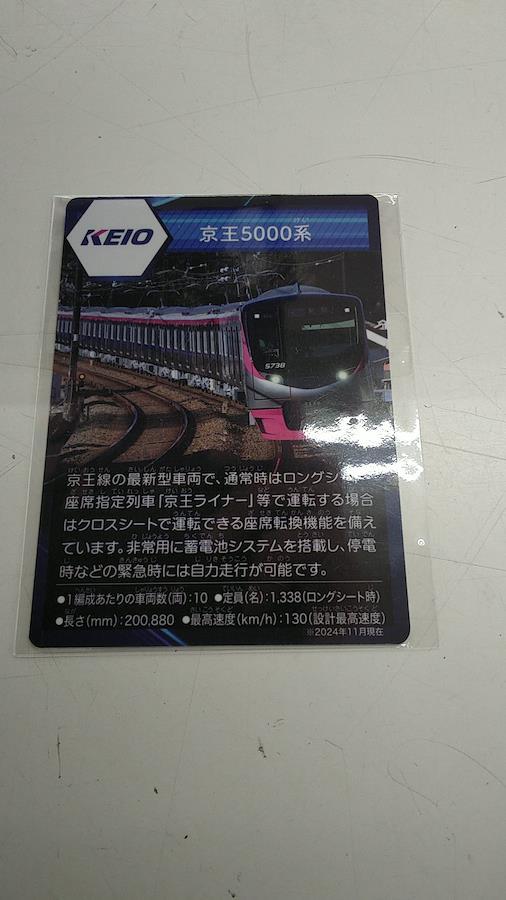 KEIO
京王5000系
5738
京王線の最新型車両で、通常時はロングシ
座席指定列車「京王ライナー」等で運転する場合
はクロスシートで運転できる座席転換機能を備え
ています。非常用に蓄電池システムを搭載し、停電
時などの緊急時には自力走行が可能です。
●1編成あたりの車両数(両):10 ●定員(名):1,338(ロングシート時)
●長さ(mm):200,880 ●最高速度(km/h):130(設計最高速度)
※2024年11月現在